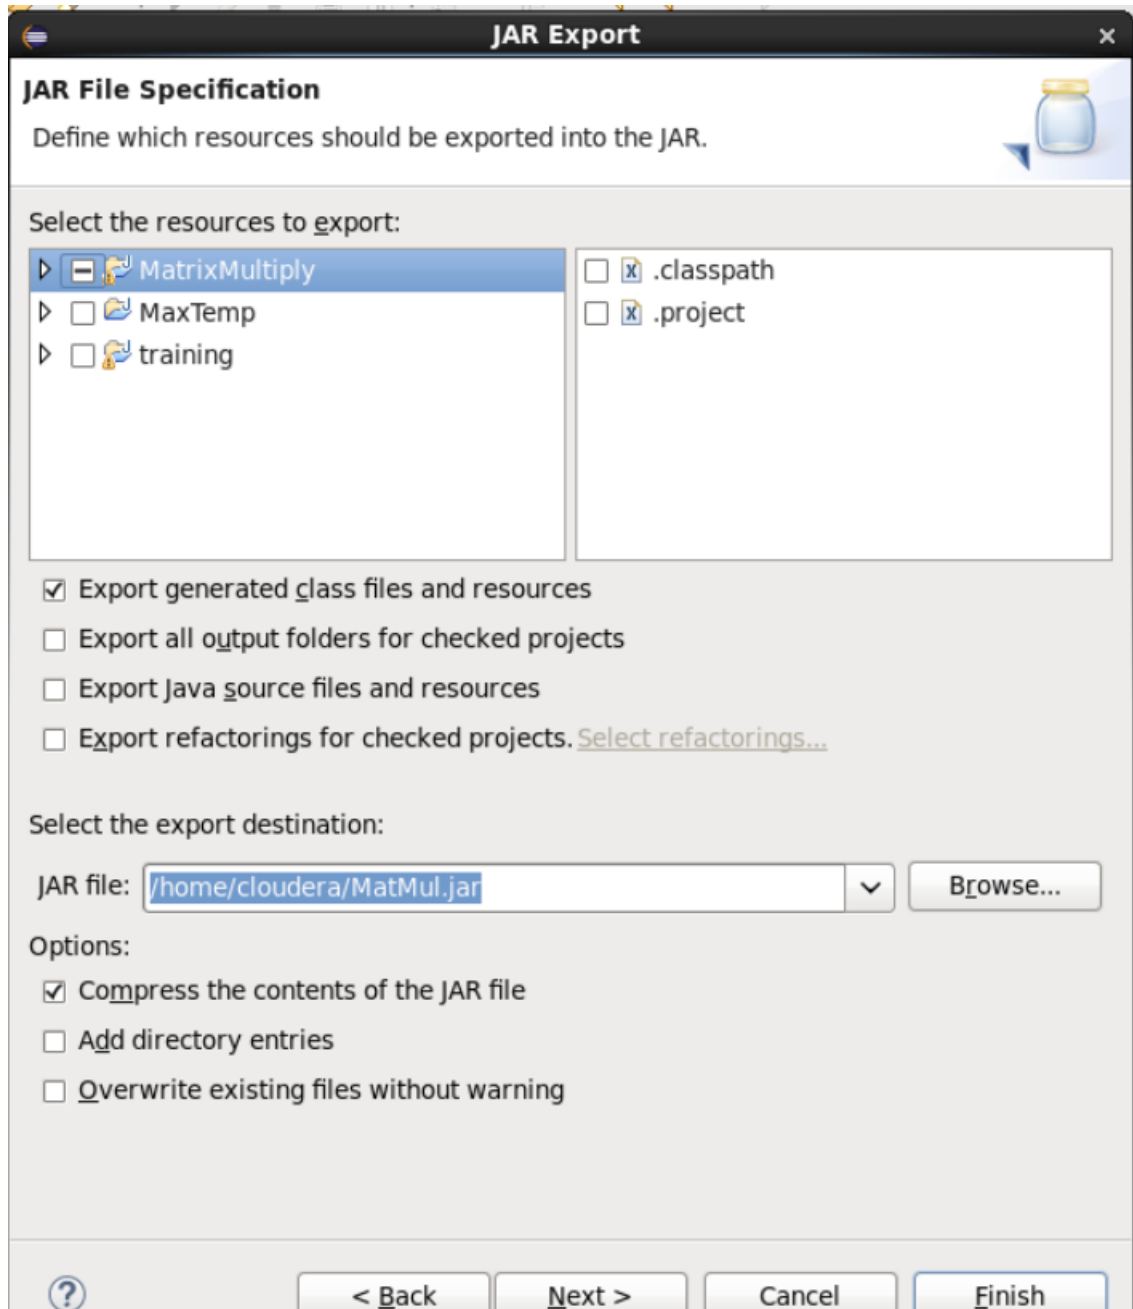 JAR Export
JAR File Specification
Define which resources should be exported into the JAR.
Select the resources to export:
MatrixMultiply
MaxTemp
training
.classpath
.project
Export generated class files and resources
Export all output folders for checked projects
Export Java source files and resources
Export refactorings for checked projects. Select refactorings...
Select the export destination:
JAR file: /home/cloudera/MatMul.jar Browse...
Options:
Compress the contents of the JAR file
Add directory entries
Overwrite existing files without warning
? < Back Next > Cancel Finish